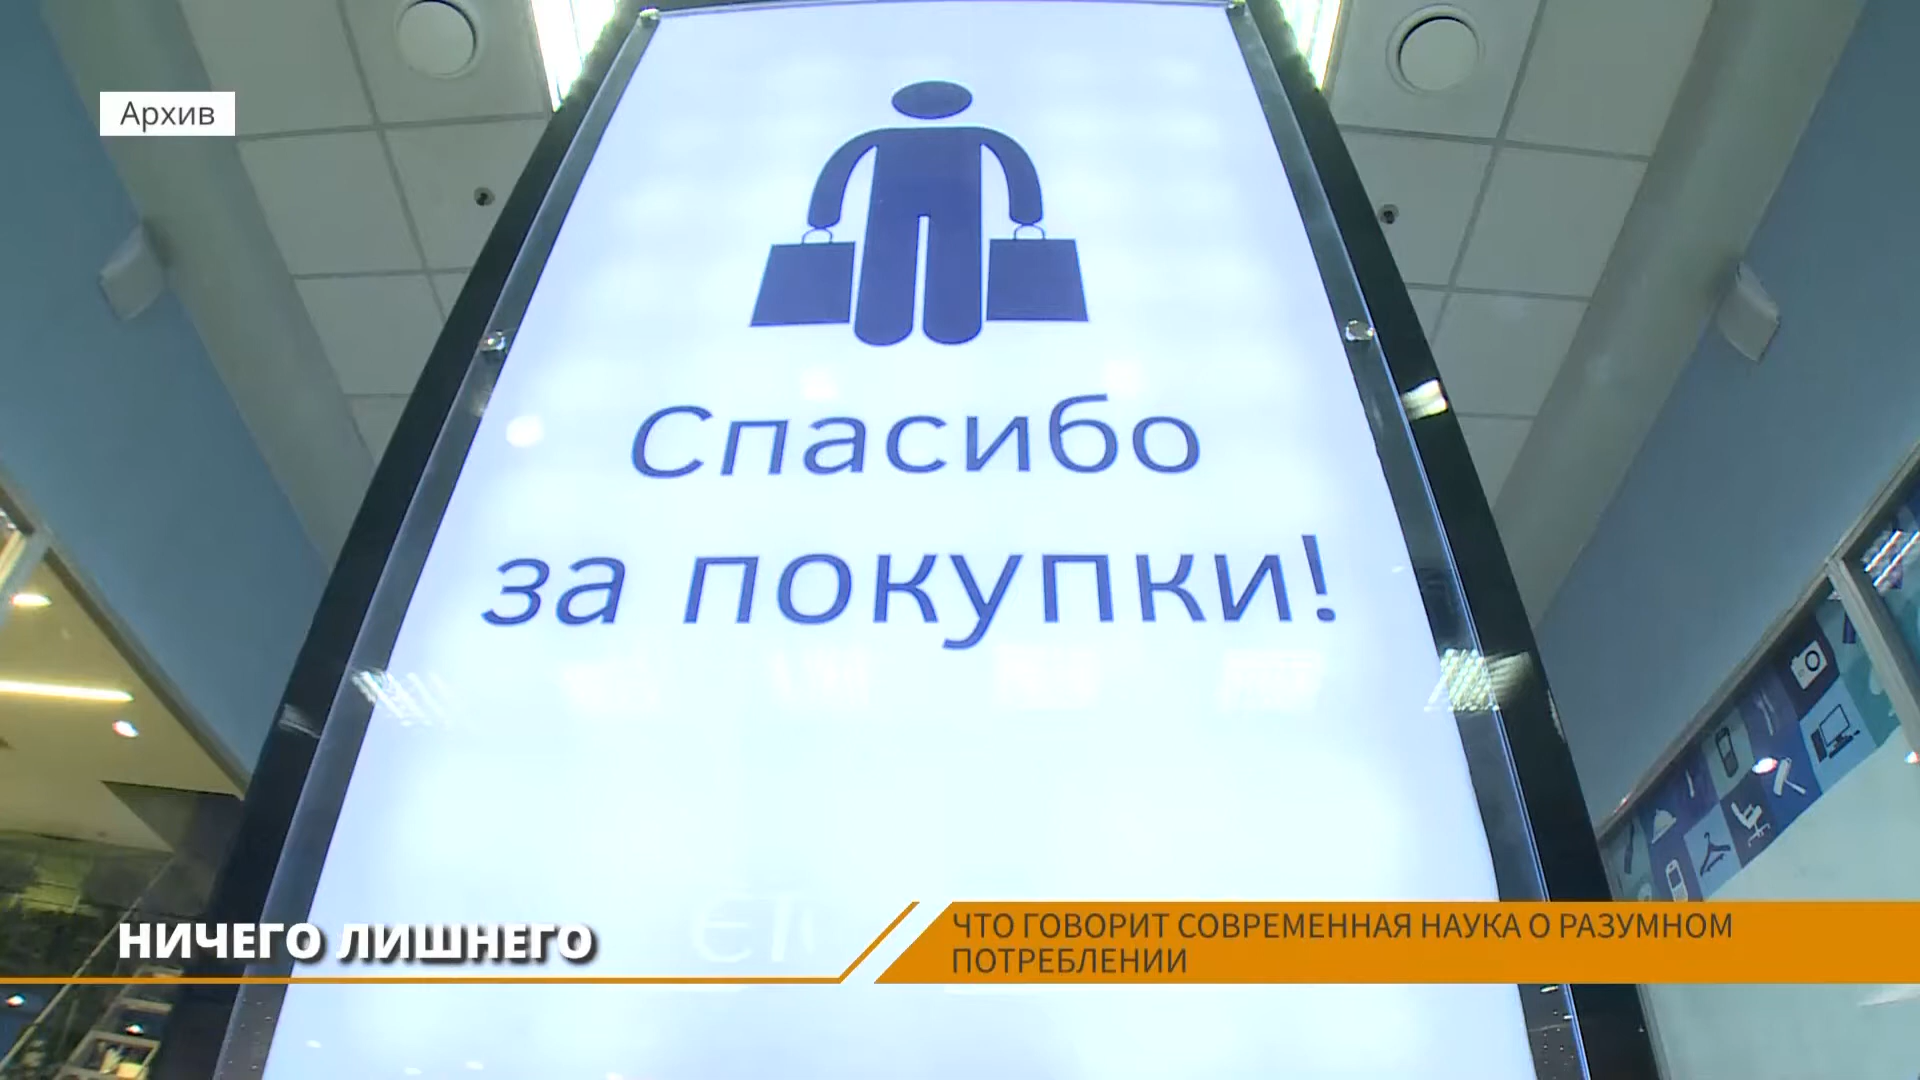 Архив
Спасибо
за покупки!
НИЧЕГО ЛИШНЕГО
ЧТО ГОВОРИТ СОВРЕМЕННАЯ НАУКА О РАЗУМНОМ
ПОТРЕБЛЕНИИ